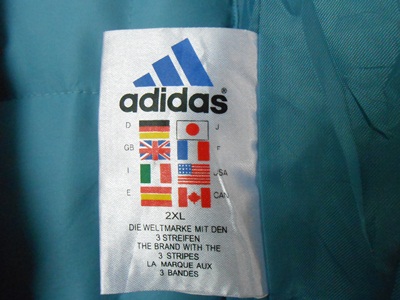 adidas
D J
GB F
I USA
E CAN
2XL
DIE WELTMARKE MIT DEN
3 STREIFEN
THE BRAND WITH THE
3 STRIPES
LA MARQUE AUX
3 BANDES